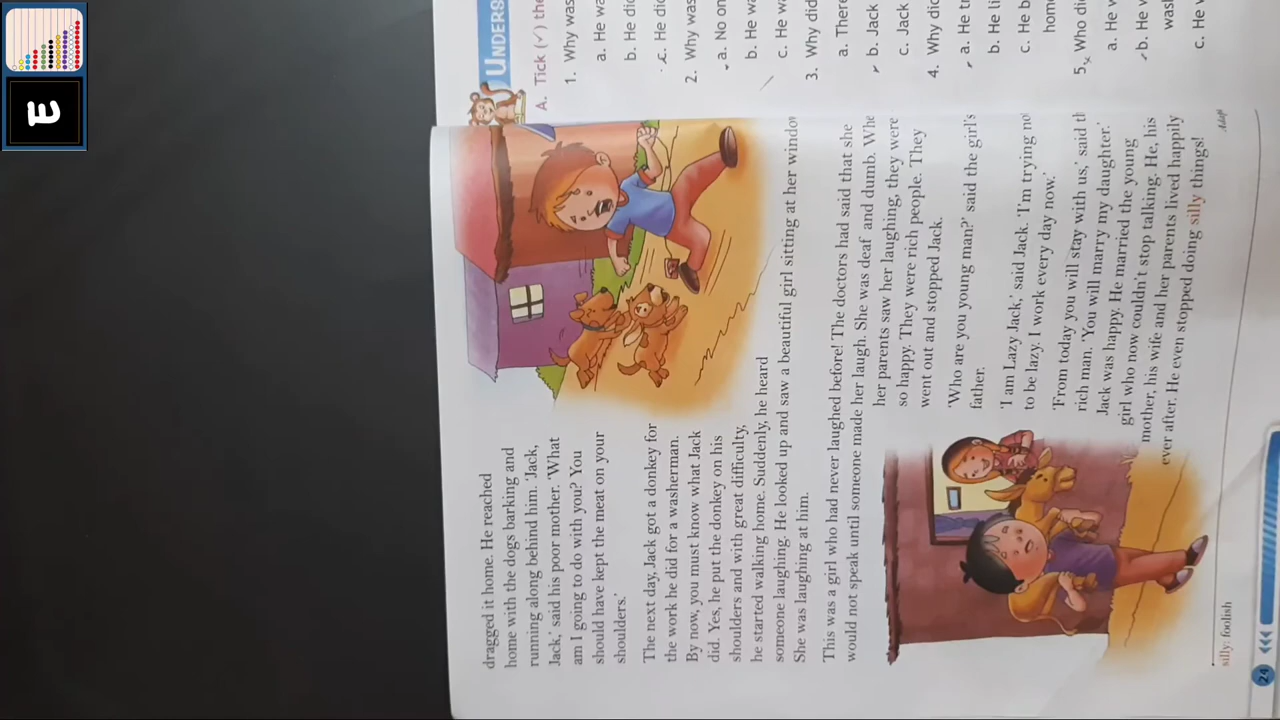 dragged it home. He reached
home with the dogs barking and
running along behind him. 'Jack,
Jack,' said his poor mother. 'What
am I going to do with you? You
should have kept the meat on your
shoulders.'
The next day, Jack got a donkey for
the work he did for a washerman.
By now, you must know what Jack
did. Yes, he put the donkey on his
shoulders and with great difficulty,
he started walking home. Suddenly, he heard
someone laughing. He looked up and saw a beautiful girl sitting at her window
She was laughing at him.
This was a girl who had never laughed before! The doctors had said that she
would not speak until someone made her laugh. She was deaf and dumb. Whe
her parents saw her laughing, they were
so happy. They were rich people. They
went out and stopped Jack.
'Who are you young man?' said the girl's
father.
'I am Lazy Jack,' said Jack. 'I'm trying no
to be lazy. I work every day now.'
'From today you will stay with us,' said th
rich man. 'You will marry my daughter.'
Jack was happy. He married the young
girl who now couldn't stop talking. He, his
mother, his wife and her parents lived happily
ever after. He even stopped doing silly things!
silly: foolish
24
UNDERS
A. Tick (✓) the
1. Why was
a. He wa
b. He did
c. He did
2. Why was
a. No on
b. He wa
c. He wa
3. Why did
a. There
b. Jack
c. Jack
4. Why did
a. He tr
b. He li
c. He b
home
5. Who di
a. He v
b. He v
wash
c. He v